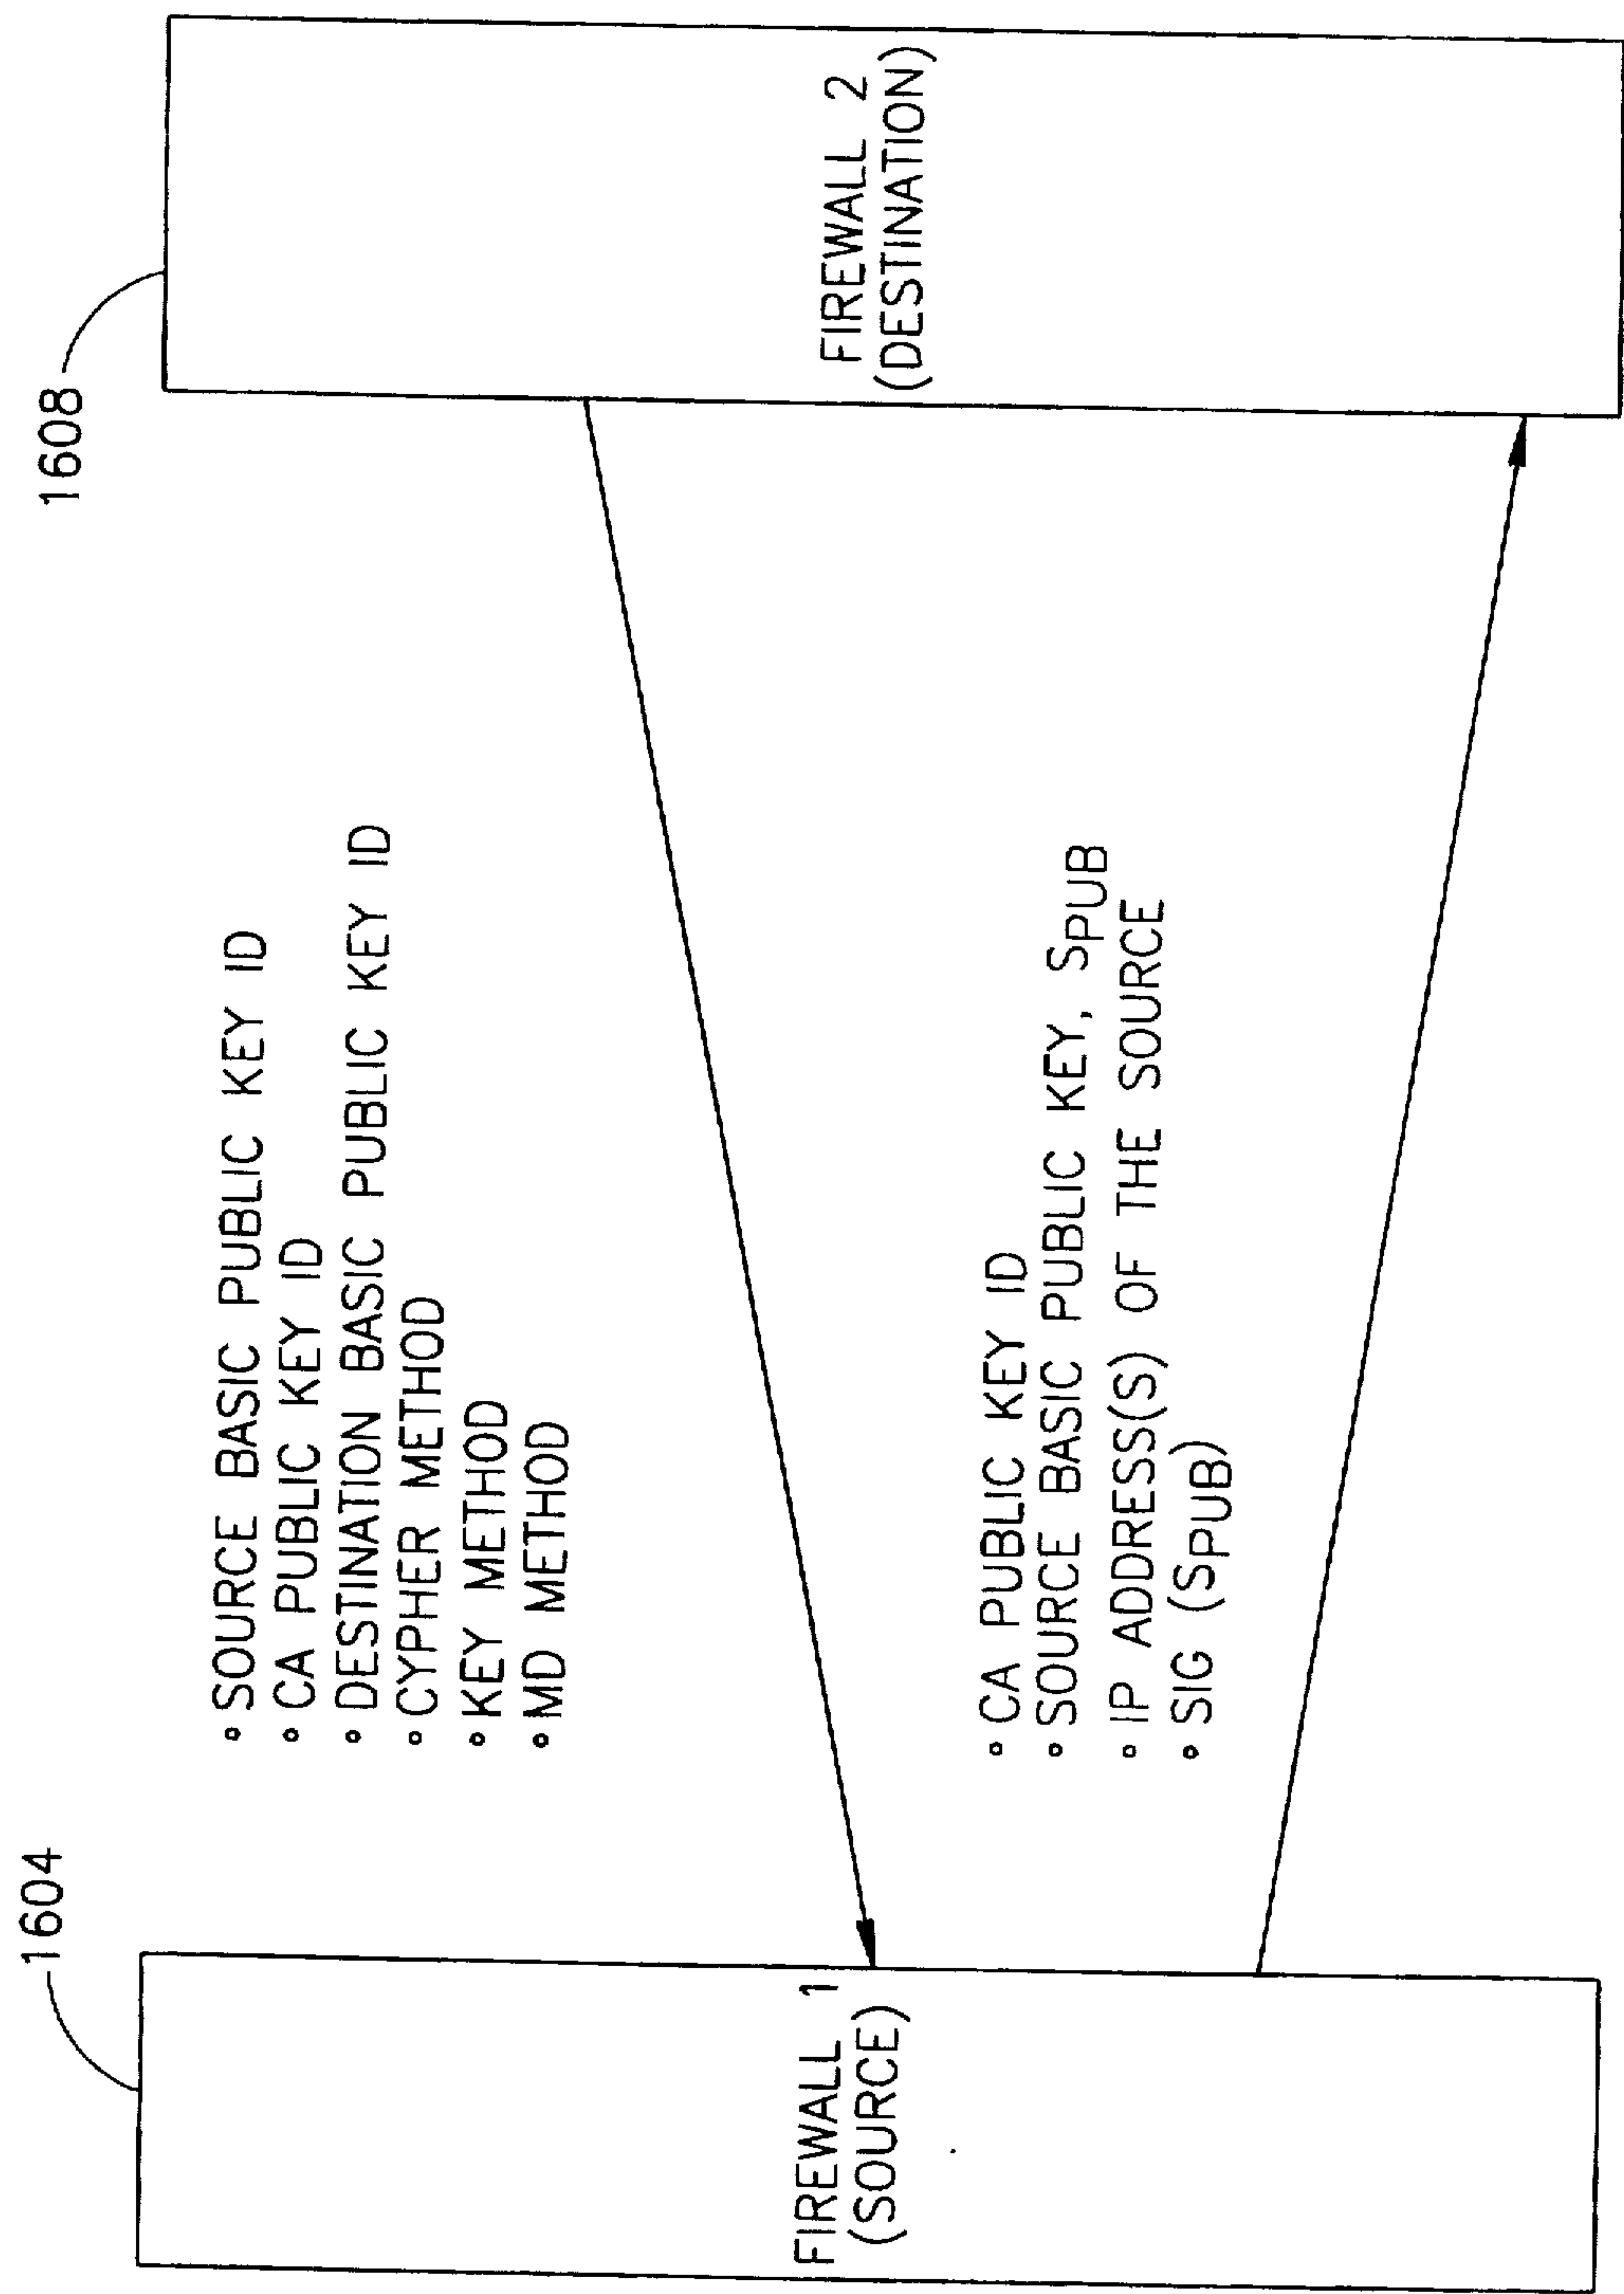 1604
1608
FIREWALL 1
(SOURCE)
FIREWALL 2
(DESTINATION)
• SOURCE BASIC PUBLIC KEY ID
• CA PUBLIC KEY ID
• DESTINATION BASIC PUBLIC KEY ID
• CYPHER METHOD
• KEY METHOD
• MD METHOD
• CA PUBLIC KEY ID
• SOURCE BASIC PUBLIC KEY, SPUB
• IP ADDRESS(S) OF THE SOURCE
• SIG (SPUB)